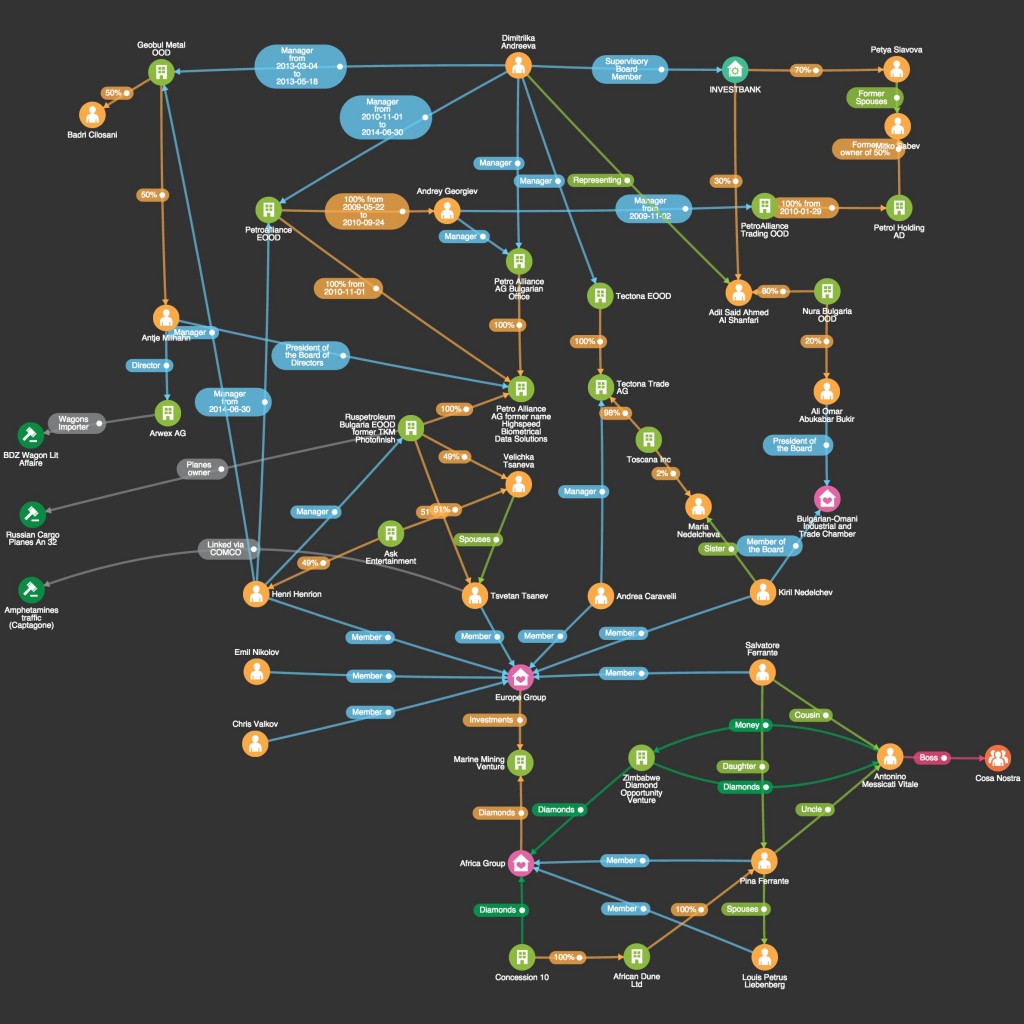 Dimitriika
Andreeva
Geobul Metal
OOD
Manager
from
2013-03-04
to
2013-05-18
Supervisory
Board
Member
INVESTBANK
70%
Petya Slavova
50%
Badri Cilosani
Former
Spouses
Manager
from
2010-11-01
to
2014-06-30
owner of 50%
Manager
Manager
Representing
30%
50%
Andrey Georgiev
PetroAlliance
EOOD
100% from
2009-05-22
to
2010-09-24
Manager
Manager
from
2009-11-02
PetroAlliance
Trading OOD
100% from
2010-01-29
Petrol Holding
AD
Petro Alliance
AG Bulgarian
Office
100% from
2010-11-01
Tectona EOOD
Adil Said Ahmed
Al Shanfari
80%
Nura Bulgaria
OOD
100%
100%
20%
Antje
Manager
Director
President of
the Board of
Directors
Manager
from
2014-06-30
Arwex AG
Wagons
Importer
BDZ Wagon Lit
Affaire
Ruspetroleum
Bulgaria EOOD
former TKM
Photofinish
100%
Petro Alliance
AG former name
Highspeed
Biometrical
Data Solutions
Tectona Trade
AG
98%
Toscana Inc
2%
Ali Omar
Abukabar Bukir
President of
the Board
Planes
owner
49%
Velichka
Tsaneva
Manager
Maria
Nedelcheva
Bulgarian-Omani
Industrial and
Trade Chamber
Russian Cargo
Planes An 32
Manager
51%
51%
Ask
Entertainment
Spouses
Sister
Member of
the Board
Linked via
COMCO
49%
Amphetamines
traffic
(Captagone)
Henri Henrion
Tsvetan Tsanev
Andrea Caravelli
Kiril Nedelchev
Member
Member
Member
Member
Emil Nikolov
Member
Europe Group
Member
Salvatore
Ferrante
Chris Valkov
Member
Investments
Cousin
Money
Marine Mining
Venture
Zimbabwe
Diamond
Opportunity
Venture
Daughter
Diamonds
Antonino
Messicati Vitale
Boss
Cosa Nostra
Diamonds
Diamonds
Uncle
Africa Group
Member
Pina Ferrante
Diamonds
Member
100%
Spouses
Concession 10
100%
African Dune
Ltd
Louis Petrus
Liebenberg